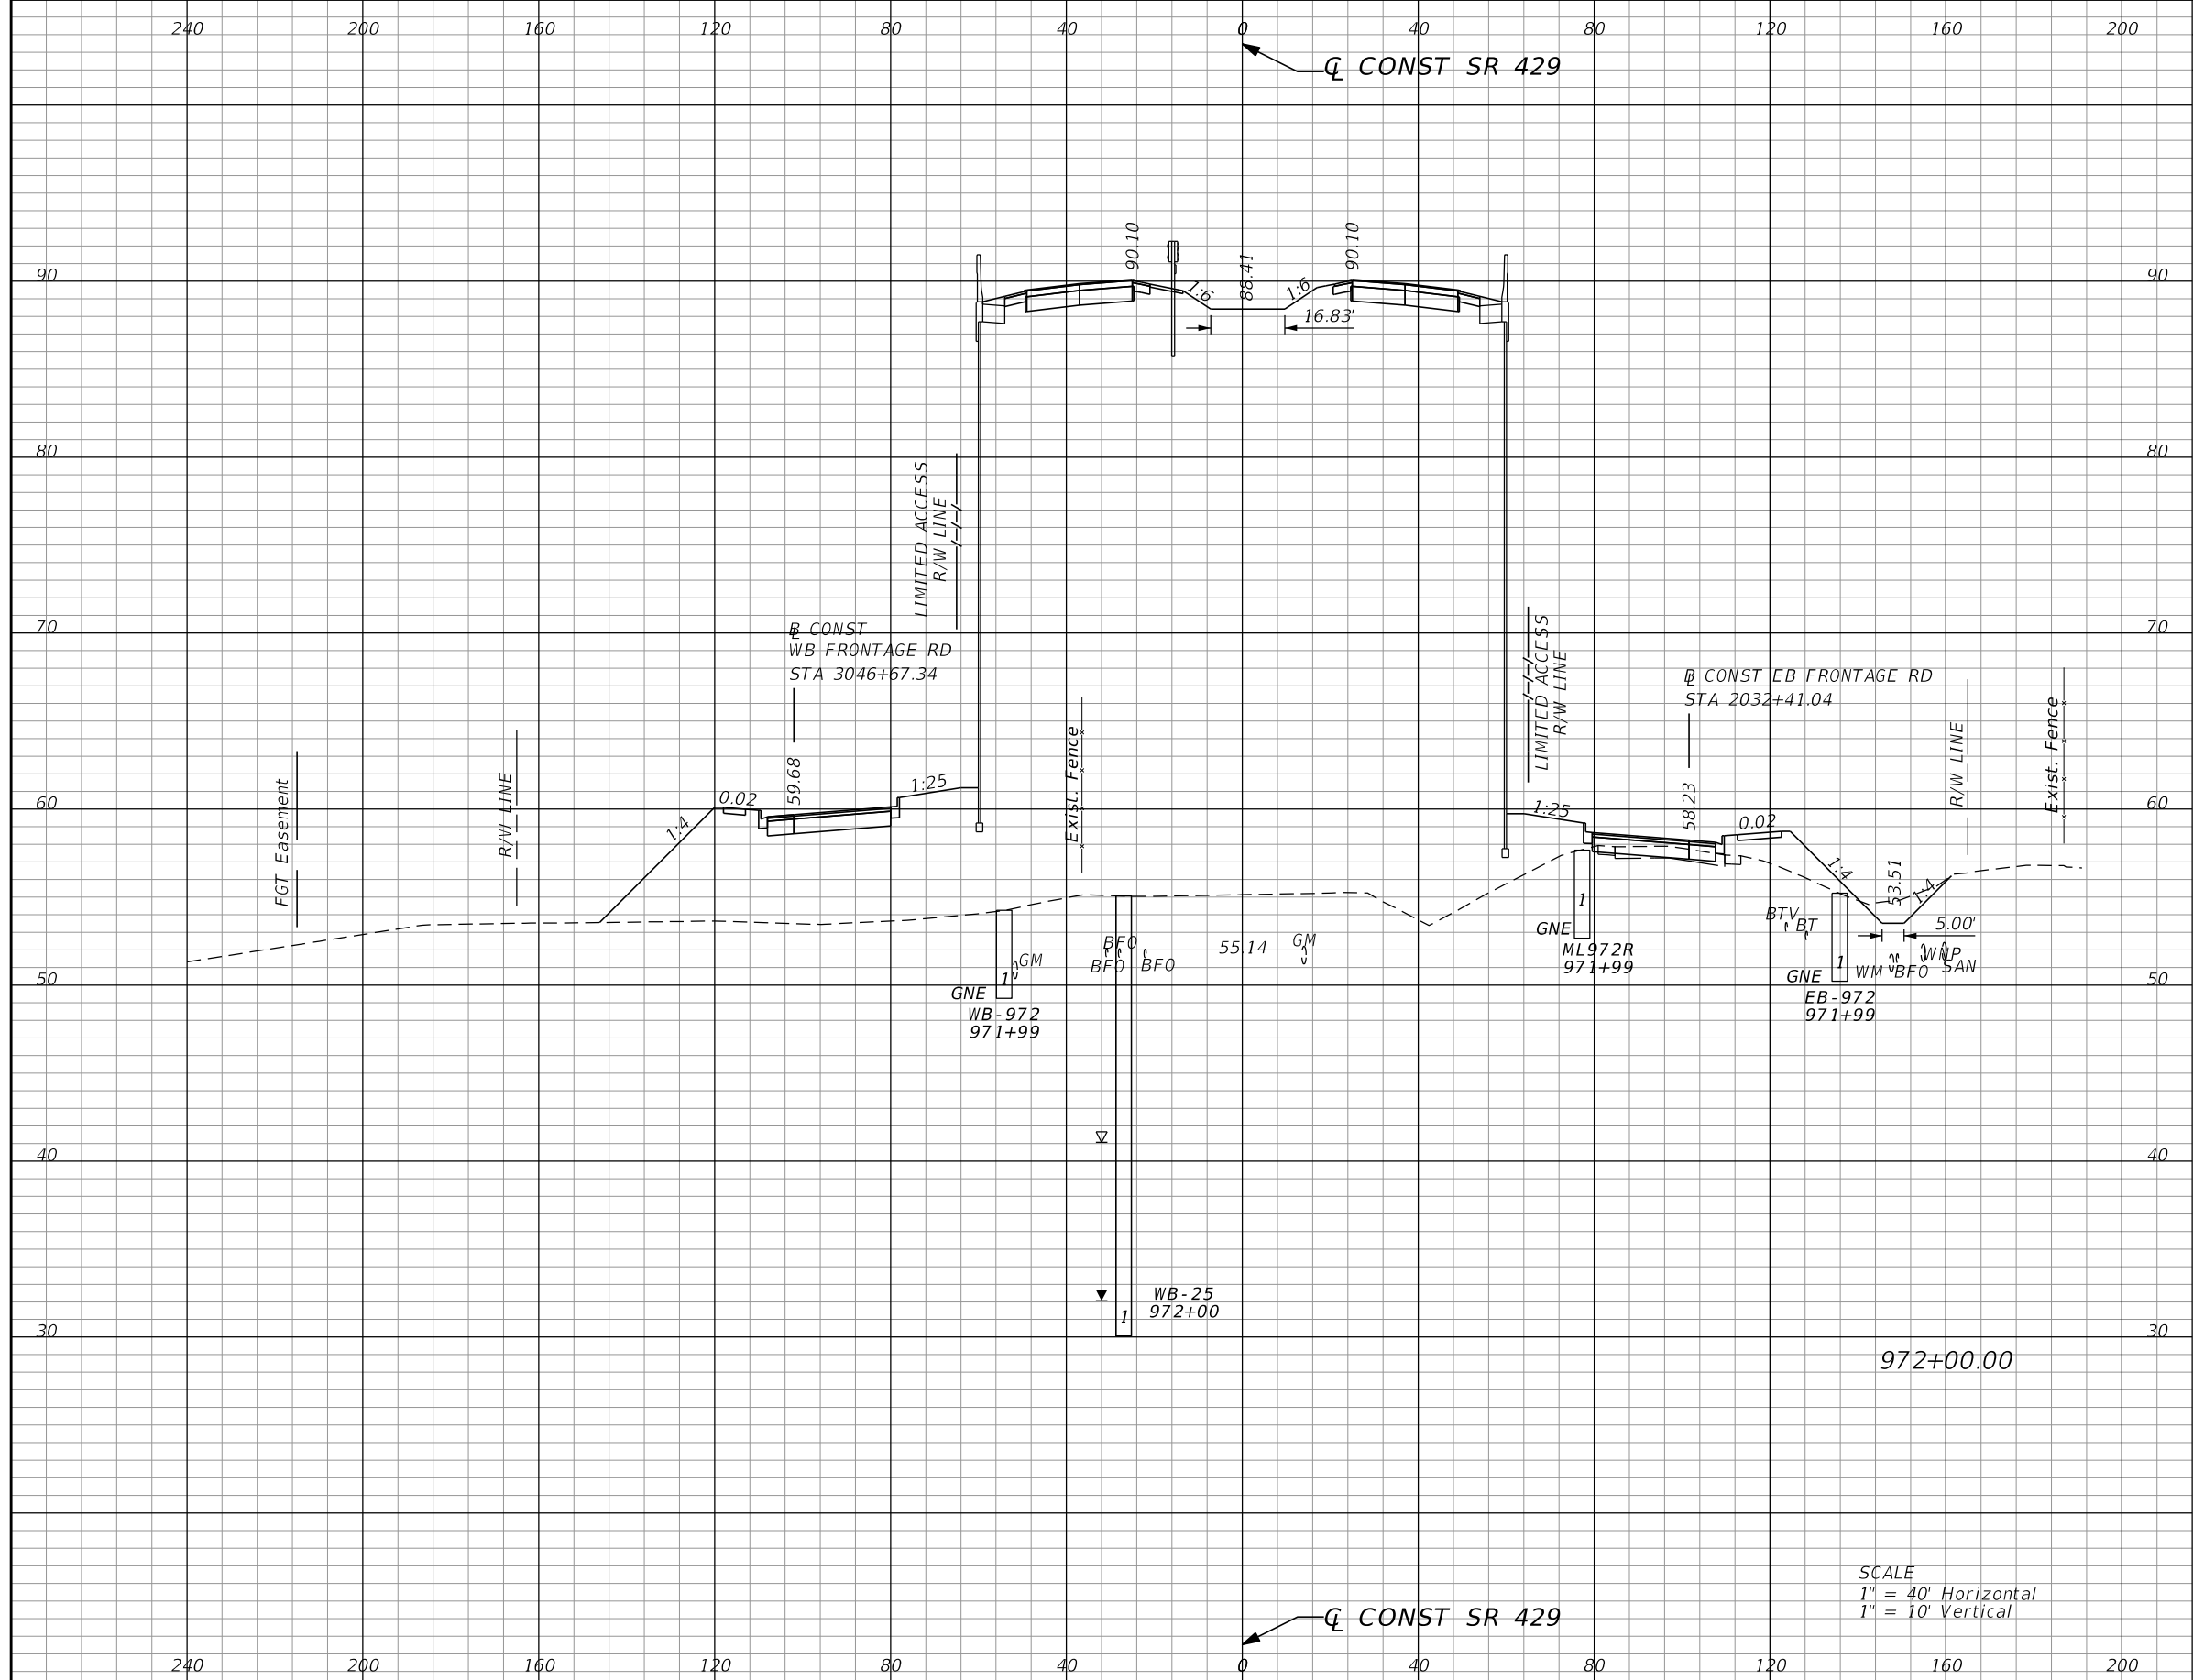 240 200 160 120 80 40 0 40 80 120 160 200
℄ CONST SR 429
90.10
88.41
90.10
90
90
1:6
1:6
16.83'
80
80
LIMITED ACCESS
R/W LINE
70
70
LIMITED ACCESS
R/W LINE
B̲L CONST
WB FRONTAGE RD
STA 3046+67.34
B̲L CONST EB FRONTAGE RD
STA 2032+41.04
FGT Easement
R/W LINE
Exist. Fence
R/W LINE
Exist. Fence
60
60
1:4
0.02
59.68
1:25
1:25
58.23
0.02
1:4
53.51
1:4
5.00'
BTV
BT
1
GNE
ML972R
971+99
BFO
BFO
BFO
55.14
GM
GM
1
GNE
WB-972
971+99
1
GNE
EB-972
971+99
WM
BFO
WNP
SAN
50
50
40
40
1
WB-25
972+00
30
30
972+00.00
SCALE
1" = 40' Horizontal
1" = 10' Vertical
℄ CONST SR 429
240 200 160 120 80 40 0 40 80 120 160 200